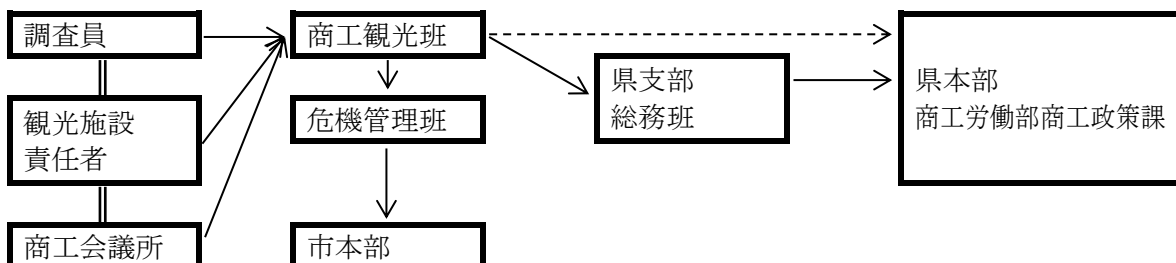 調査員
商工観光班
県支部
総務班
県本部
商工労働部商工政策課
観光施設
責任者
危機管理班
商工会議所
市本部